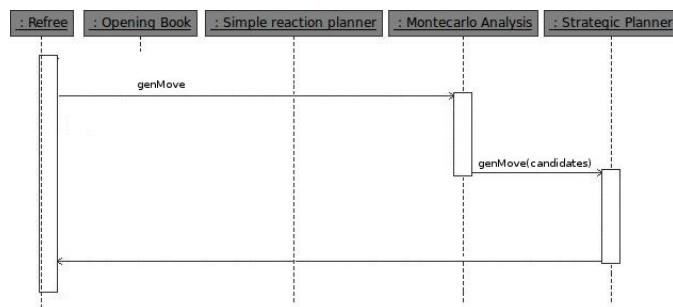 : Refree
: Opening Book
: Simple reaction planner
: Montecarlo Analysis
: Strategic Planner
genMove
genMove(candidates)